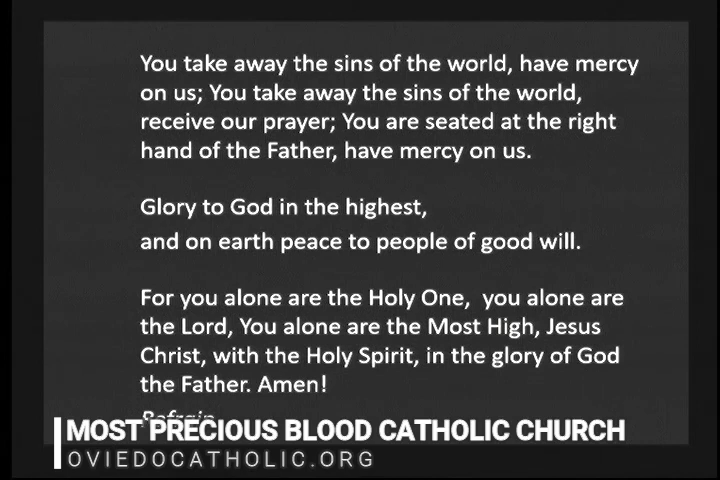 You take away the sins of the world, have mercy
on us; You take away the sins of the world,
receive our prayer; You are seated at the right
hand of the Father, have mercy on us.
Glory to God in the highest,
and on earth peace to people of good will.
For you alone are the Holy One,  you alone are
the Lord, You alone are the Most High, Jesus
Christ, with the Holy Spirit, in the glory of God
the Father. Amen!
Refrain
MOST PRECIOUS BLOOD CATHOLIC CHURCH
OVIEDOCATHOLIC.ORG